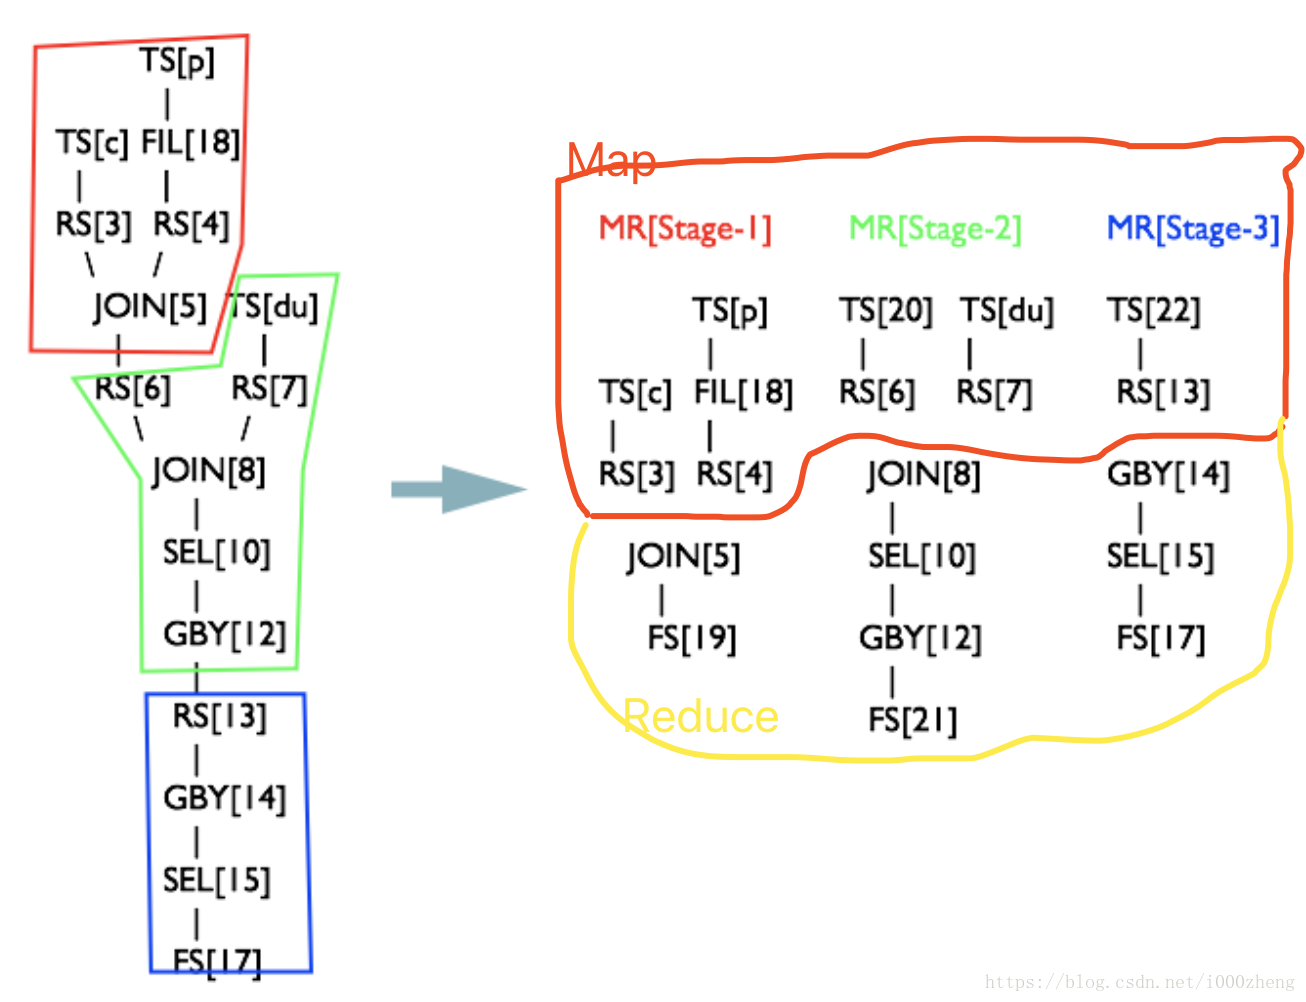 TS[p]
TS[c] FIL[18]
RS[3] RS[4]
JOIN[5] TS[du]
RS[6] RS[7]
JOIN[8]
SEL[10]
GBY[12]
RS[13]
GBY[14]
SEL[15]
FS[17]
Map
MR[Stage-1] MR[Stage-2] MR[Stage-3]
TS[p] TS[20] TS[du] TS[22]
TS[c] FIL[18] RS[6] RS[7] RS[13]
RS[3] RS[4] JOIN[8] GBY[14]
JOIN[5] SEL[10] SEL[15]
FS[19] GBY[12] FS[17]
Reduce FS[21]
https://blog.csdn.net/i000zheng